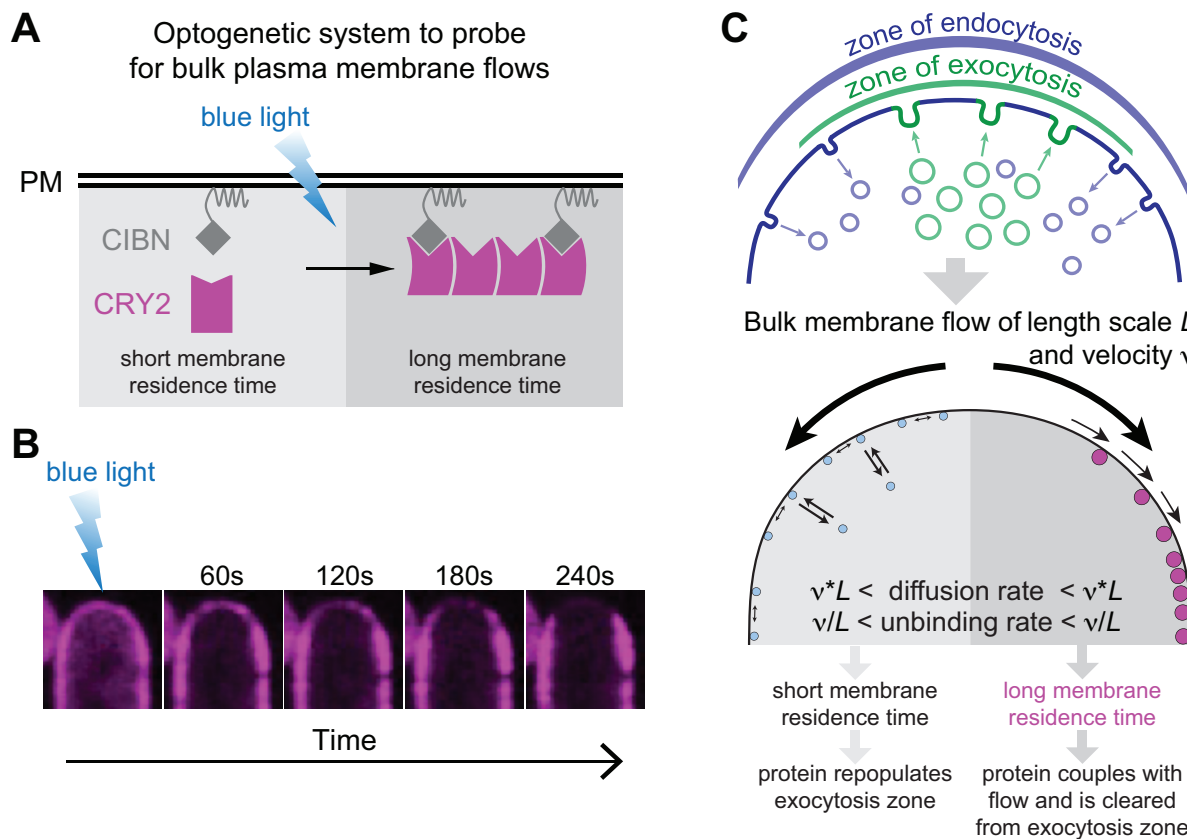 A
Optogenetic system to probe
for bulk plasma membrane flows
blue light
PM
CIBN
CRY2
short membrane
residence time
long membrane
residence time
B
blue light
60s
120s
180s
240s
Time
C
zone of endocytosis
zone of exocytosis
Bulk membrane flow of length scale L
and velocity v
v*L < diffusion rate < v*L
v/L < unbinding rate < v/L
short membrane
residence time
long membrane
residence time
protein repopulates
exocytosis zone
protein couples with
flow and is cleared
from exocytosis zone